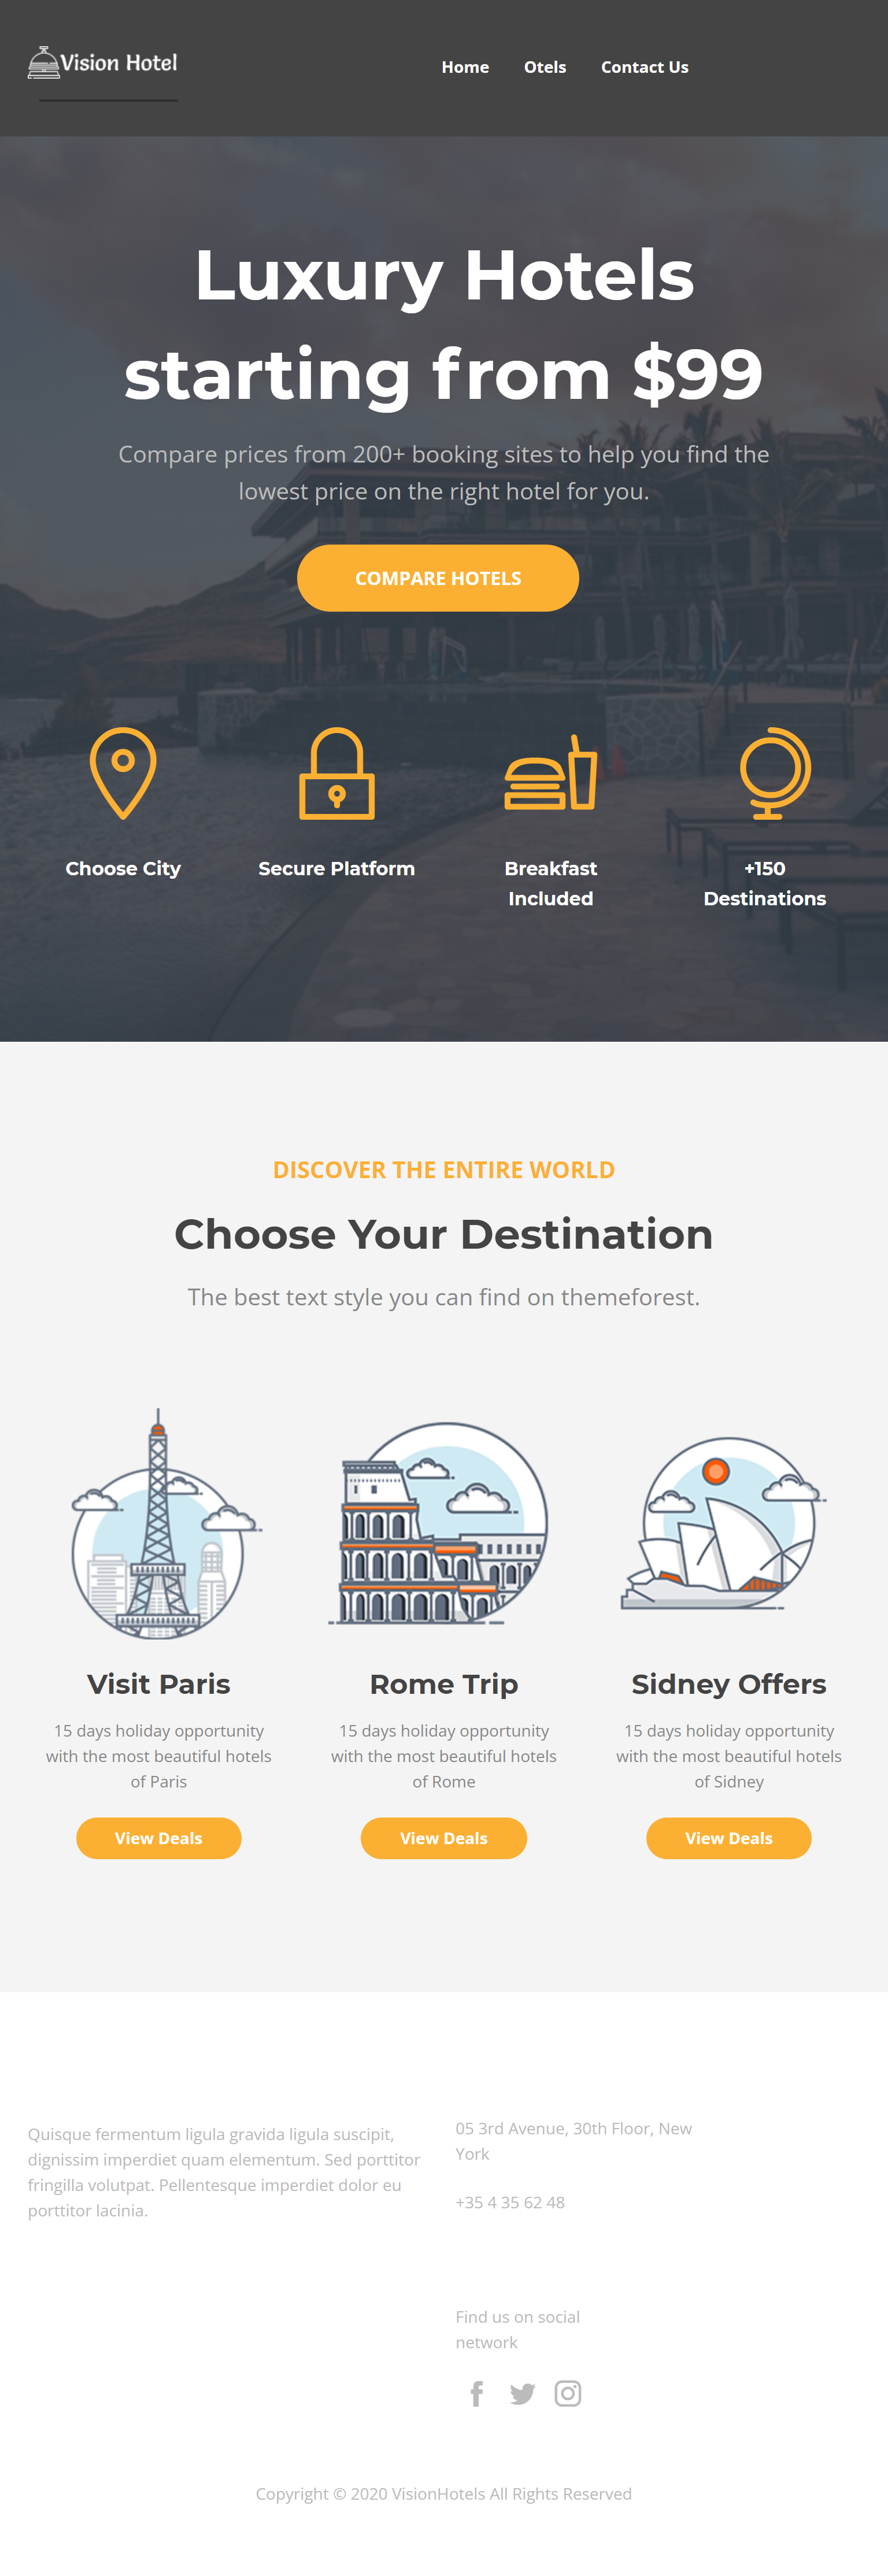 Vision Hotel
Home
Otels
Contact Us
Luxury Hotels
starting from $99
Compare prices from 200+ booking sites to help you find the
lowest price on the right hotel for you.
COMPARE HOTELS
Choose City
Secure Platform
Breakfast
Included
+150
Destinations
DISCOVER THE ENTIRE WORLD
Choose Your Destination
The best text style you can find on themeforest.
Visit Paris
15 days holiday opportunity
with the most beautiful hotels
of Paris
View Deals
Rome Trip
15 days holiday opportunity
with the most beautiful hotels
of Rome
View Deals
Sidney Offers
15 days holiday opportunity
with the most beautiful hotels
of Sidney
View Deals
Quisque fermentum ligula gravida ligula suscipit,
dignissim imperdiet quam elementum. Sed porttitor
fringilla volutpat. Pellentesque imperdiet dolor eu
porttitor lacinia.
05 3rd Avenue, 30th Floor, New
York
+35 4 35 62 48
Find us on social
network
Copyright © 2020 VisionHotels All Rights Reserved